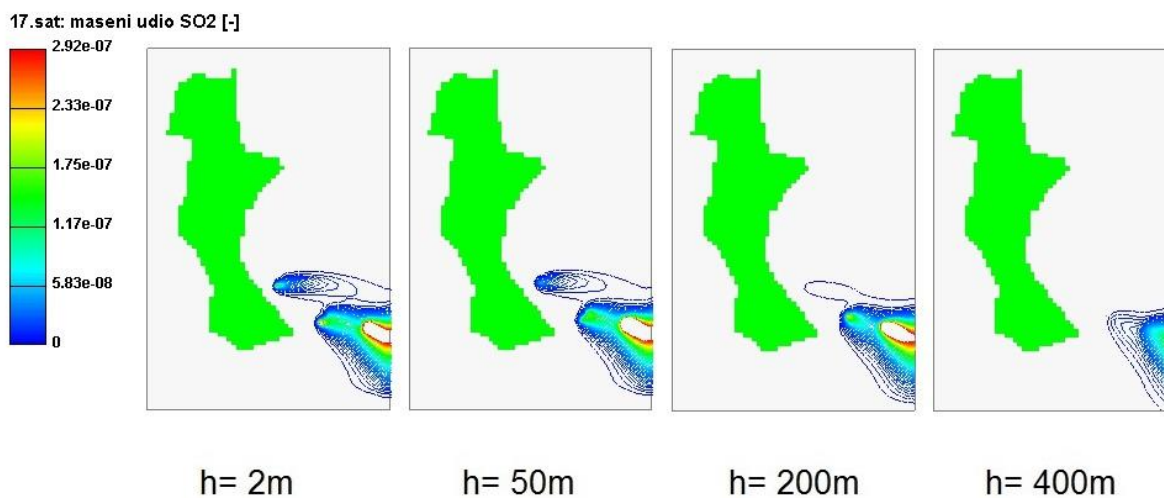 17.sat: maseni udio SO2 [-]
2.92e-07
2.33e-07
1.75e-07
1.17e-07
5.83e-08
0
h= 2m
h= 50m
h= 200m
h= 400m